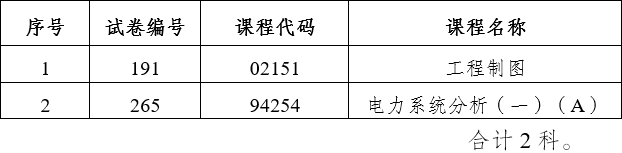 序号 试卷编号 课程代码 课程名称
1 191 02151 工程制图
2 265 94254 电力系统分析（一）（A）
合计2科。